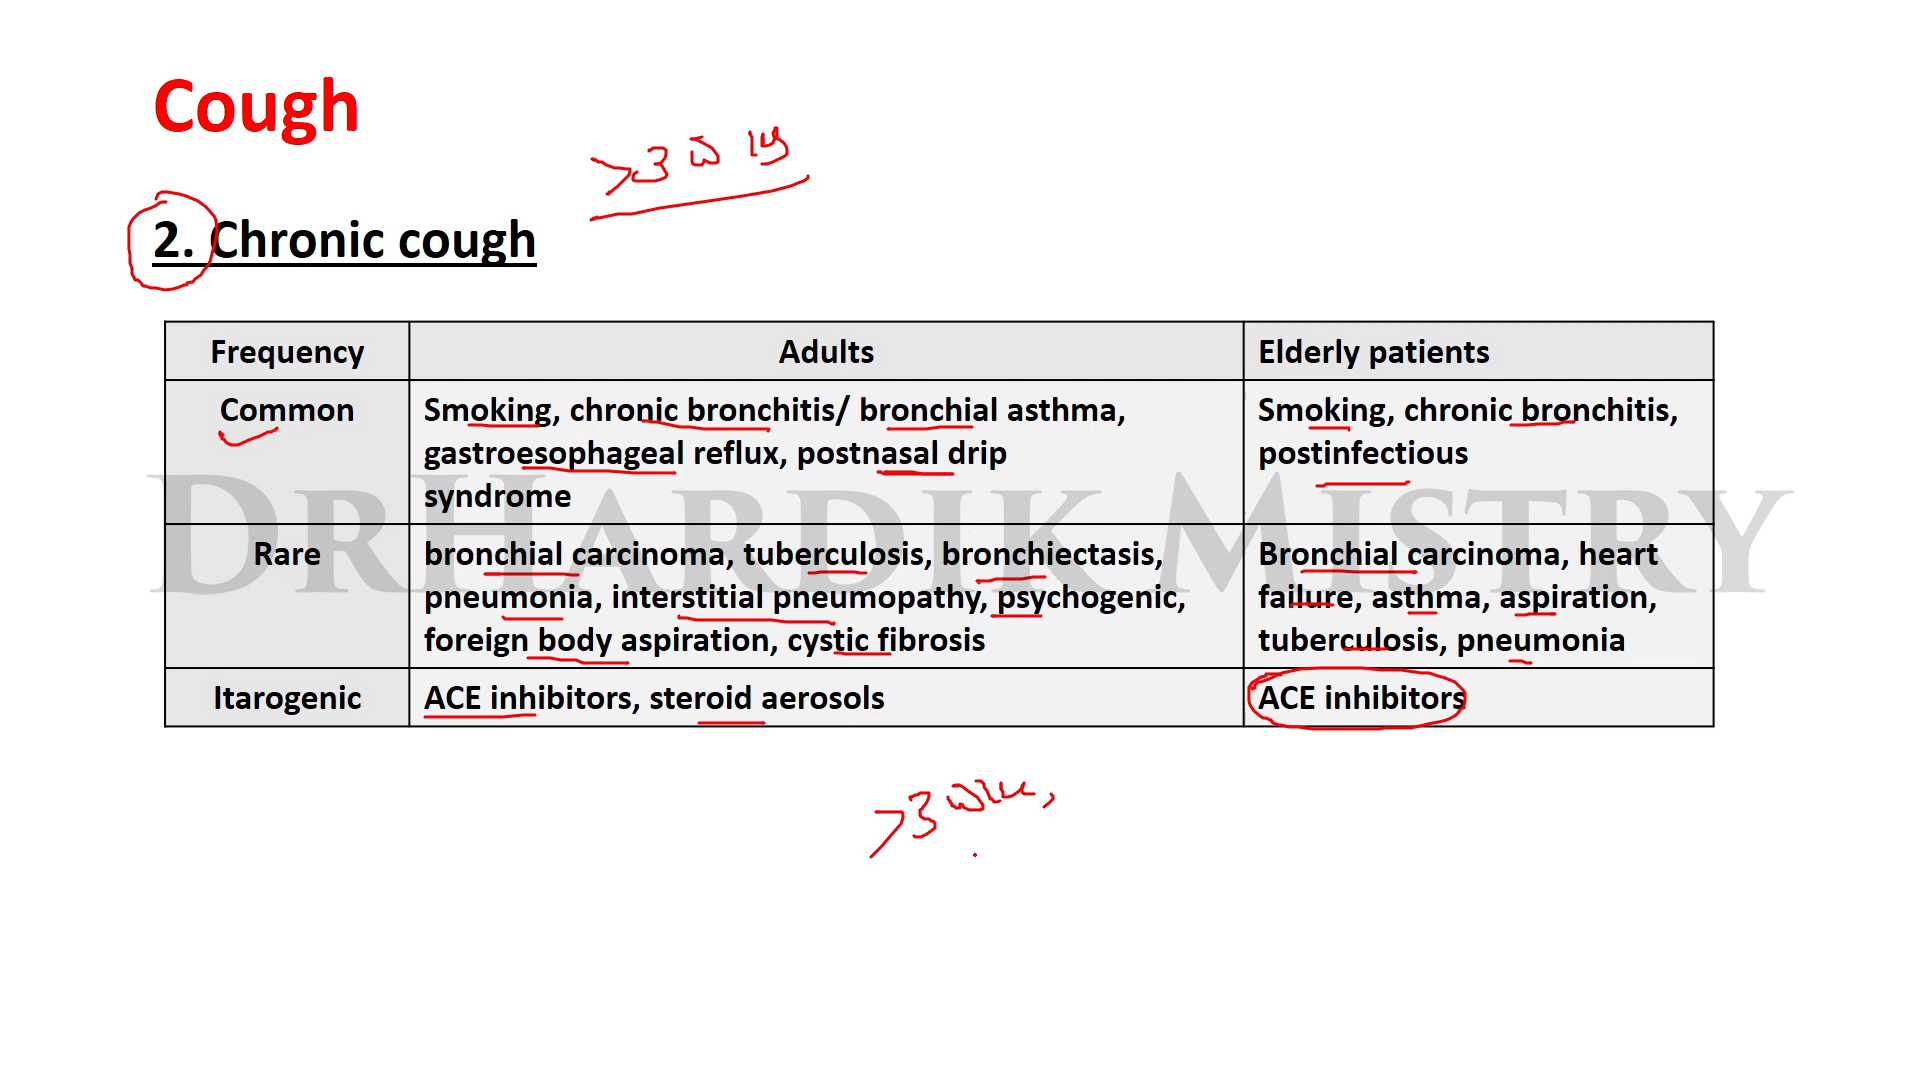 Cough
>3 w
2. Chronic cough
Frequency Adults Elderly patients
Common
Smoking, chronic bronchitis/ bronchial asthma,
gastroesophageal reflux, postnasal drip
syndrome
Smoking, chronic bronchitis,
postinfectious
Rare
bronchial carcinoma, tuberculosis, bronchiectasis,
pneumonia, interstitial pneumopathy, psychogenic,
foreign body aspiration, cystic fibrosis
Bronchial carcinoma, heart
failure, asthma, aspiration,
tuberculosis, pneumonia
Itarogenic
ACE inhibitors, steroid aerosols
ACE inhibitors
DrHardik Mistry
>3